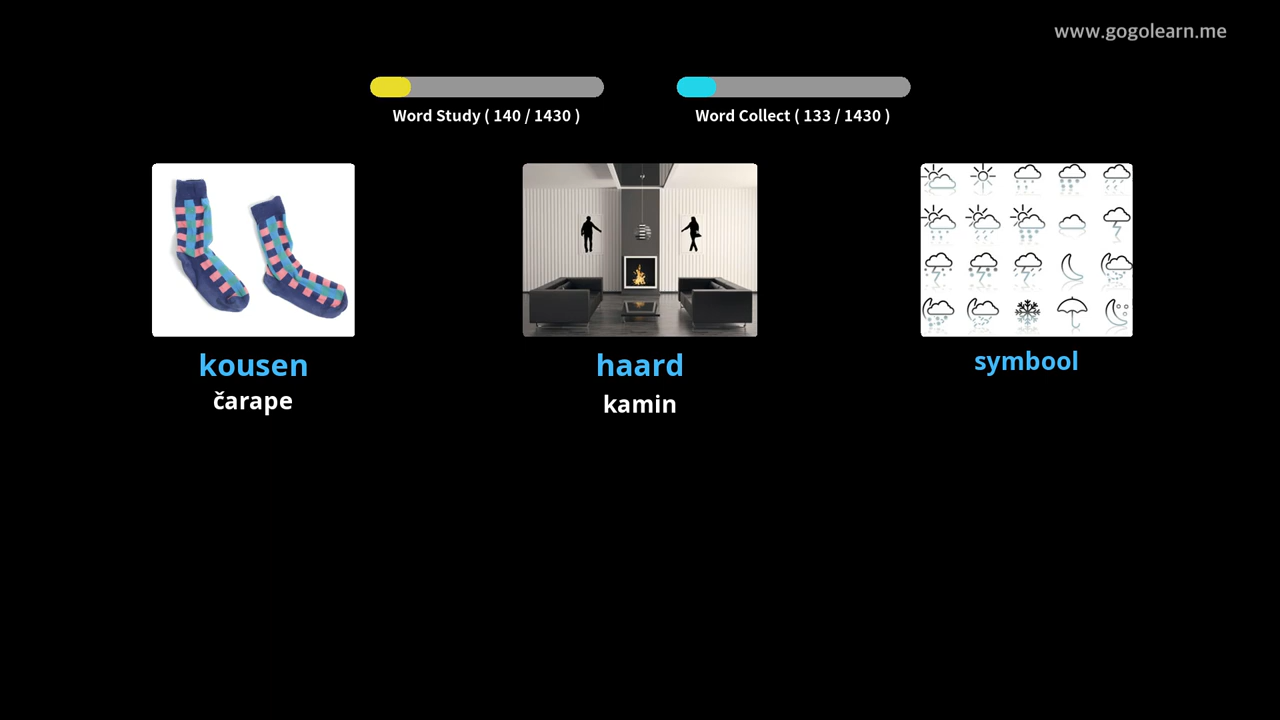 www.gogolearn.me
Word Study ( 140 / 1430 )
Word Collect ( 133 / 1430 )
kousen
čarape
haard
kamin
symbool